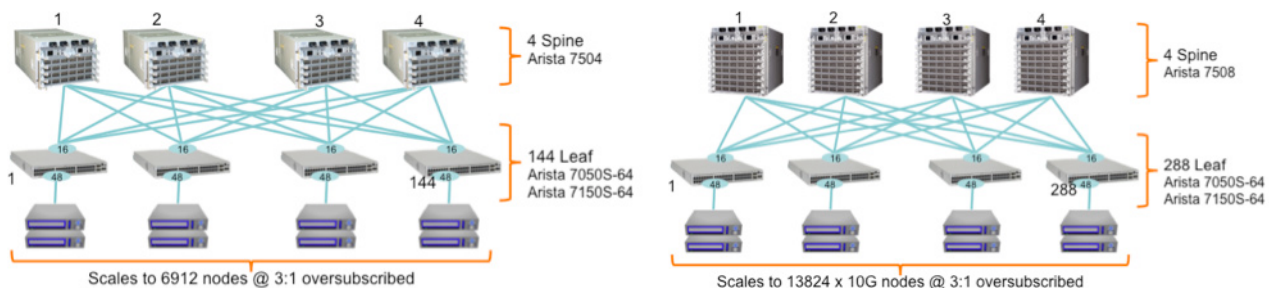 1 2 3 4
4 Spine
Arista 7504
16 16 16 16
144 Leaf
Arista 7050S-64
Arista 7150S-64
1 48 48 48 144 48
Scales to 6912 nodes @ 3:1 oversubscribed
1 2 3 4
4 Spine
Arista 7508
16 16 16 16
288 Leaf
Arista 7050S-64
Arista 7150S-64
1 48 48 48 288 48
Scales to 13824 x 10G nodes @ 3:1 oversubscribed